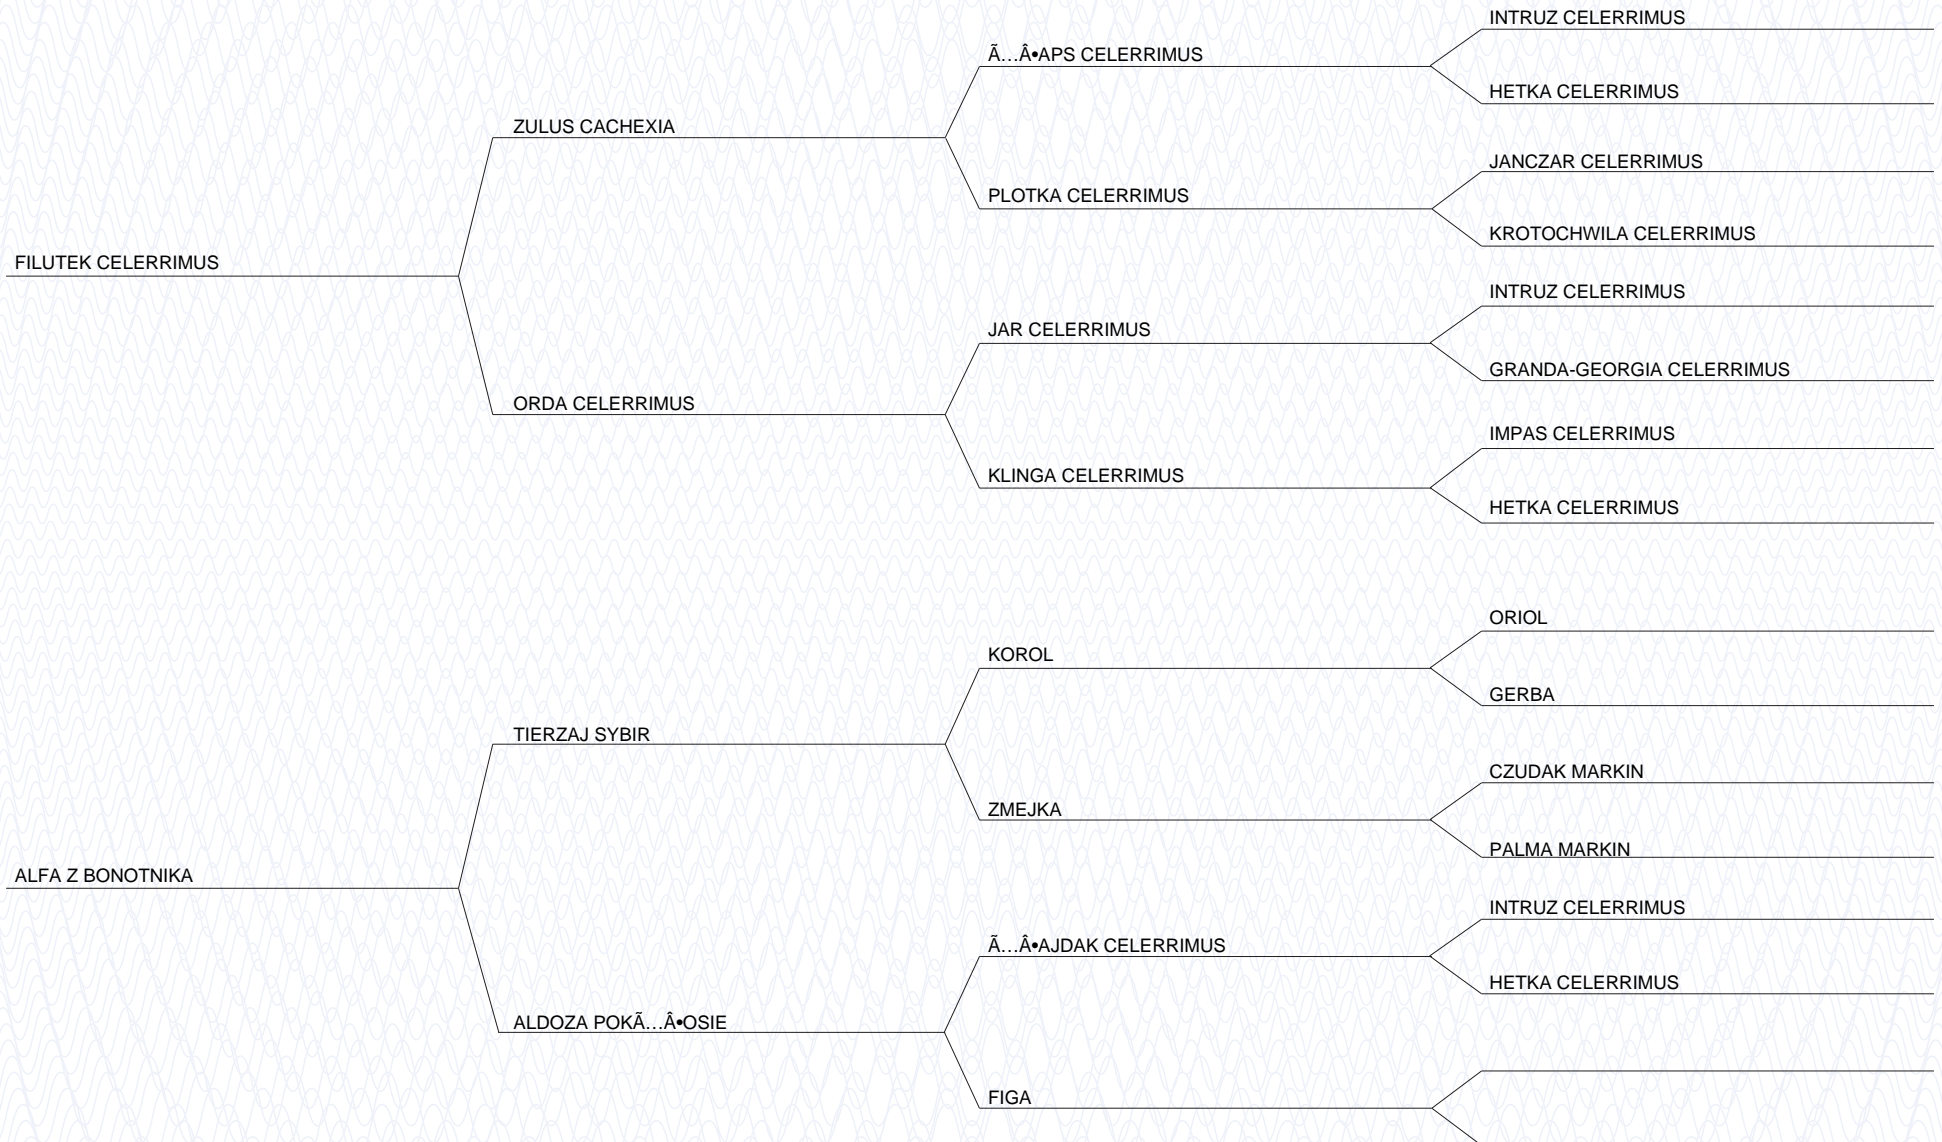 INTRUZ CELERRIMUS
Ã…Â•APS CELERRIMUS
HETKA CELERRIMUS
ZULUS CACHEXIA
JANCZAR CELERRIMUS
PLOTKA CELERRIMUS
KROTOCHWILA CELERRIMUS
FILUTEK CELERRIMUS
INTRUZ CELERRIMUS
JAR CELERRIMUS
GRANDA-GEORGIA CELERRIMUS
ORDA CELERRIMUS
IMPAS CELERRIMUS
KLINGA CELERRIMUS
HETKA CELERRIMUS
ORIOL
KOROL
GERBA
TIERZAJ SYBIR
CZUDAK MARKIN
ZMEJKA
PALMA MARKIN
ALFA Z BONOTNIKA
INTRUZ CELERRIMUS
Ã…Â•AJDAK CELERRIMUS
HETKA CELERRIMUS
ALDOZA POKÃ…Â•OSIE
FIGA